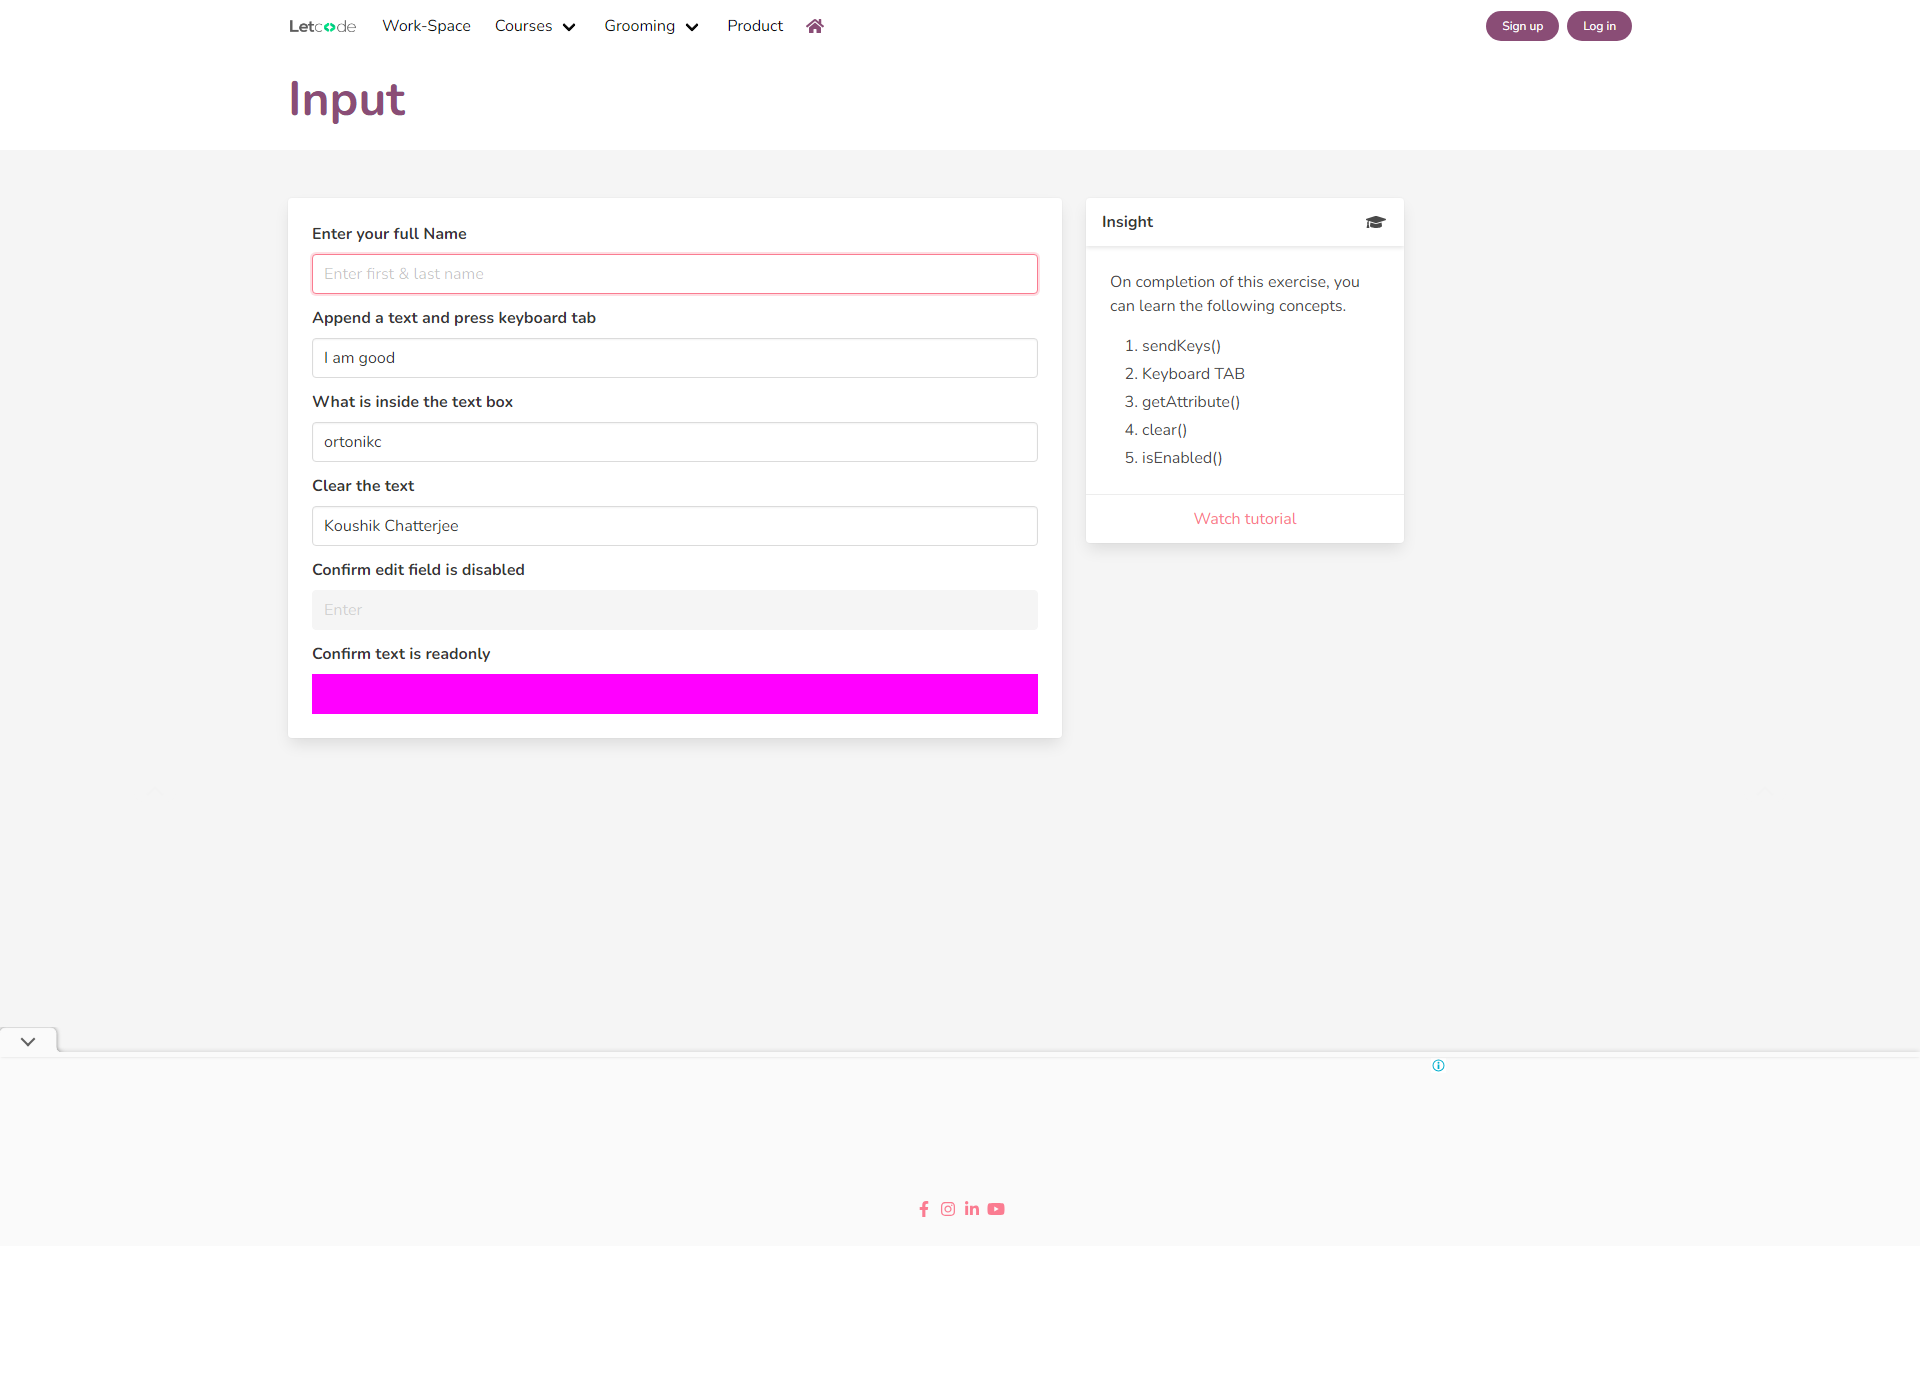 Letcode Work-Space Courses Grooming Product Sign up Log in
Input
Enter your full Name
Enter first & last name
Append a text and press keyboard tab
I am good
What is inside the text box
ortonikc
Clear the text
Koushik Chatterjee
Confirm edit field is disabled
Enter
Confirm text is readonly
Insight
On completion of this exercise, you
can learn the following concepts.
1. sendKeys()
2. Keyboard TAB
3. getAttribute()
4. clear()
5. isEnabled()
Watch tutorial